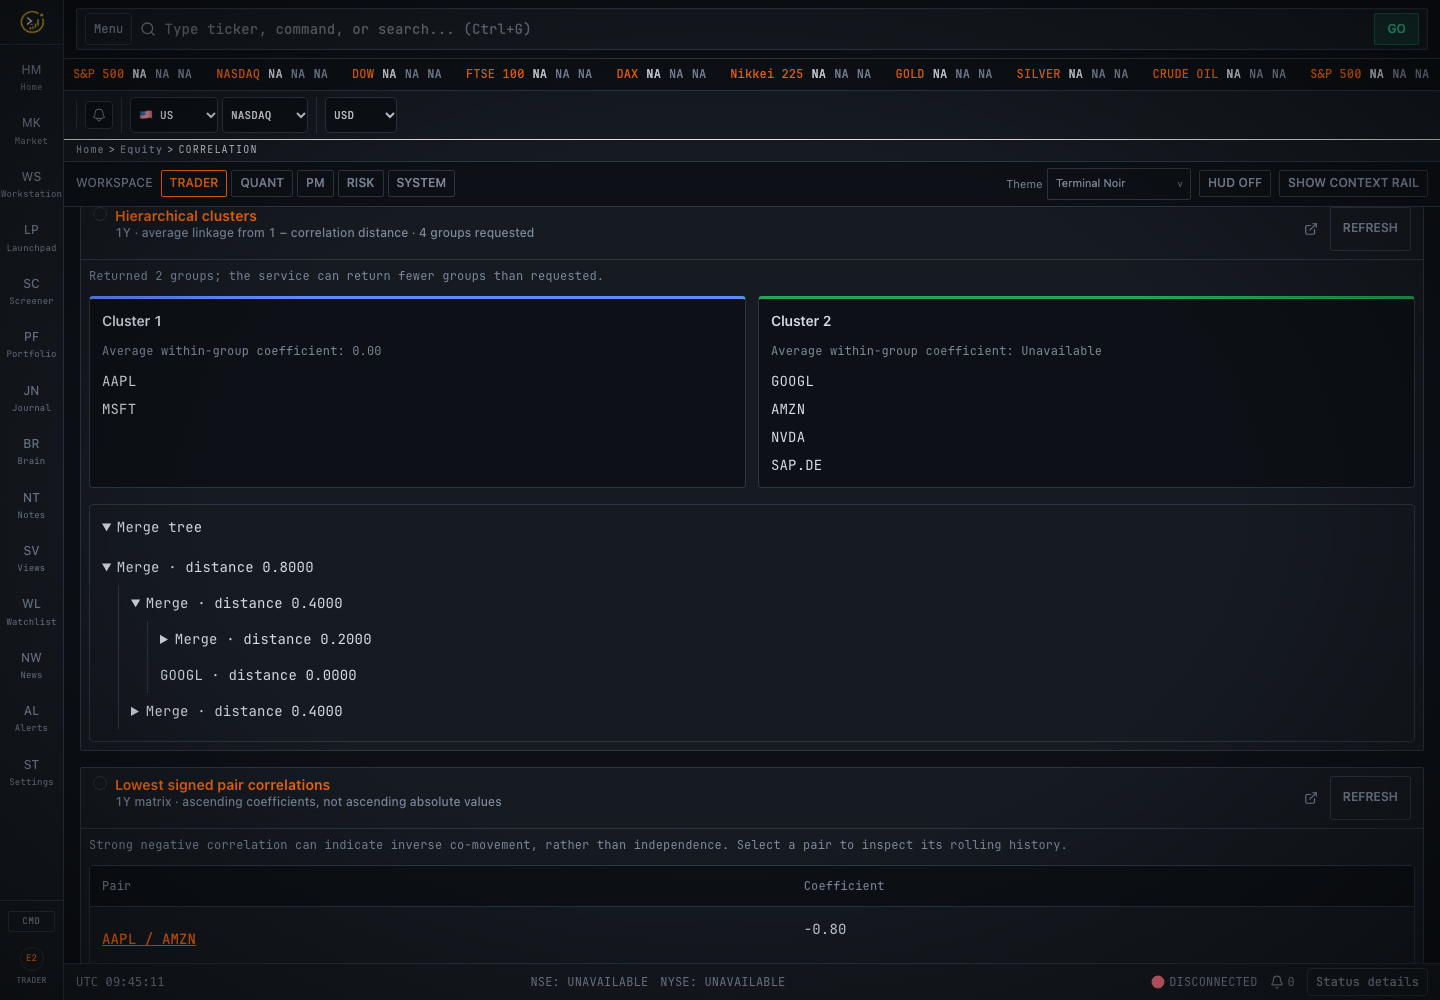 Menu
Type ticker, command, or search... (Ctrl+G)
GO
S&P 500 NA NA NA NASDAQ NA NA NA DOW NA NA NA FTSE 100 NA NA NA DAX NA NA NA Nikkei 225 NA NA NA GOLD NA NA NA SILVER NA NA NA CRUDE OIL NA NA NA S&P 500 NA NA NA
US NASDAQ USD
Home > Equity > CORRELATION
WORKSPACE TRADER QUANT PM RISK SYSTEM Theme Terminal Noir HUD OFF SHOW CONTEXT RAIL
HM
Home
MK
Market
WS
Workstation
LP
Launchpad
SC
Screener
PF
Portfolio
JN
Journal
BR
Brain
NT
Notes
SV
Views
WL
Watchlist
NW
News
AL
Alerts
ST
Settings
CMD
E2
TRADER
Hierarchical clusters
1Y · average linkage from 1 − correlation distance · 4 groups requested
REFRESH
Returned 2 groups; the service can return fewer groups than requested.
Cluster 1
Average within-group coefficient: 0.00
AAPL
MSFT
Cluster 2
Average within-group coefficient: Unavailable
GOOGL
AMZN
NVDA
SAP.DE
Merge tree
Merge · distance 0.8000
Merge · distance 0.4000
Merge · distance 0.2000
GOOGL · distance 0.0000
Merge · distance 0.4000
Lowest signed pair correlations
1Y matrix · ascending coefficients, not ascending absolute values
REFRESH
Strong negative correlation can indicate inverse co-movement, rather than independence. Select a pair to inspect its rolling history.
Pair Coefficient
AAPL / AMZN -0.80
UTC 09:45:11 NSE: UNAVAILABLE NYSE: UNAVAILABLE DISCONNECTED 0 Status details